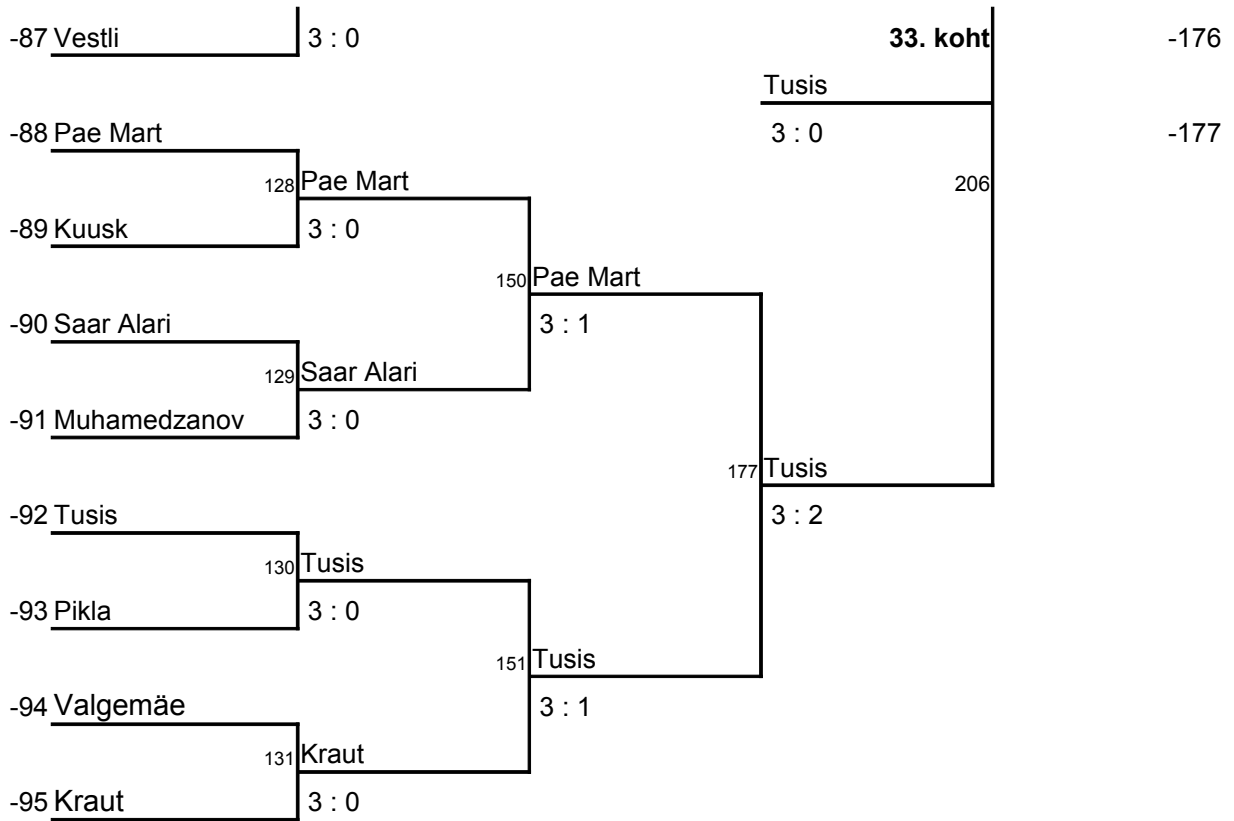 -87 Vestli 3 : 0 33. koht -176
Tusis
-88 Pae Mart 3 : 0 -177
128 Pae Mart 206
-89 Kuusk 3 : 0
150 Pae Mart
-90 Saar Alari 3 : 1
129 Saar Alari
-91 Muhamedzanov 3 : 0
177 Tusis
-92 Tusis 3 : 2
130 Tusis
-93 Pikla 3 : 0
151 Tusis
-94 Valgemäe 3 : 1
131 Kraut
-95 Kraut 3 : 0